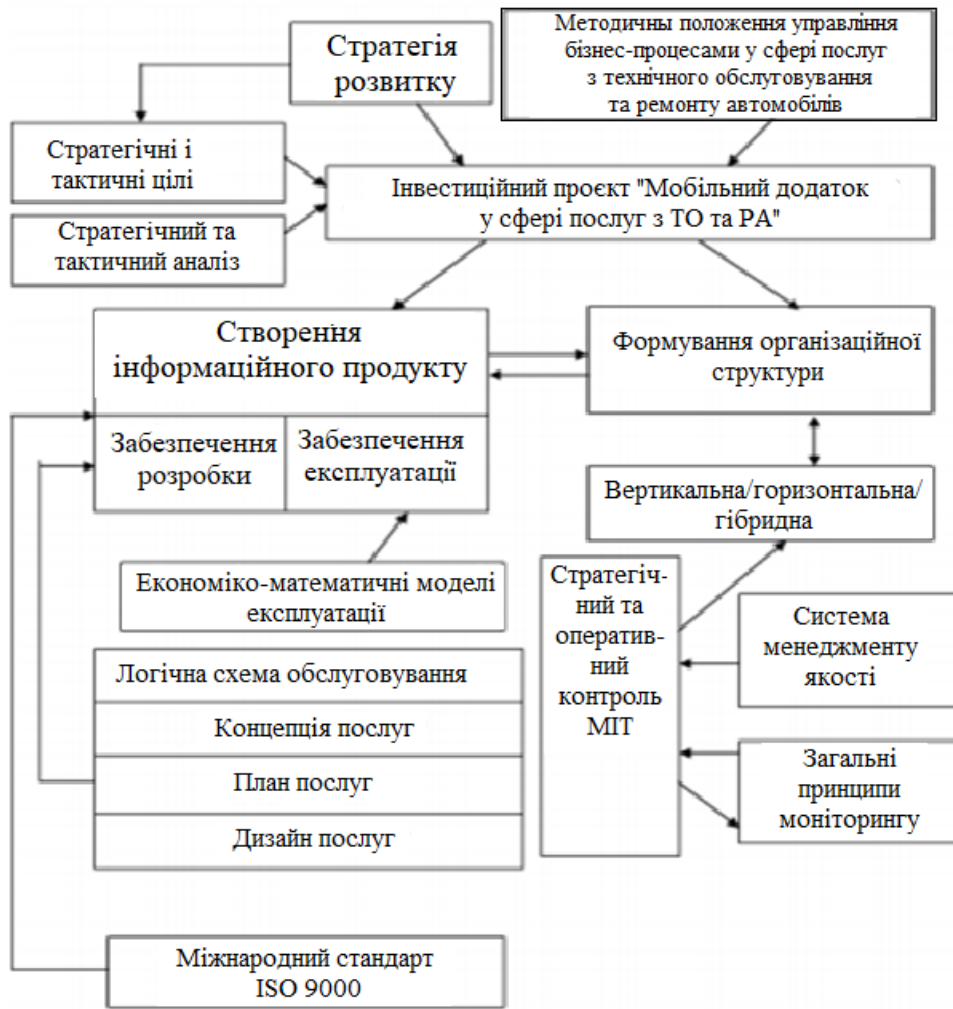 Стратегія
розвитку
Методичны положення управління
бізнес-процесами у сфері послуг
з технічного обслуговування
та ремонту автомобілів
Стратегічні і
тактичні цілі
Стратегічний та
тактичний аналіз
Інвестиційний проєкт "Мобільний додаток
у сфері послуг з ТО та РА"
Створення
інформаційного продукту
Забезпечення
розробки
Забезпечення
експлуатації
Формування організаційної
структури
Вертикальна/горизонтальна/
гібридна
Економіко-математичні моделі
експлуатації
Стратегіч-
ний та
оператив-
ний
контроль
МІТ
Система
менеджменту
якості
Загальні
принципи
моніторингу
Логічна схема обслуговування
Концепція послуг
План послуг
Дизайн послуг
Міжнародний стандарт
ISO 9000